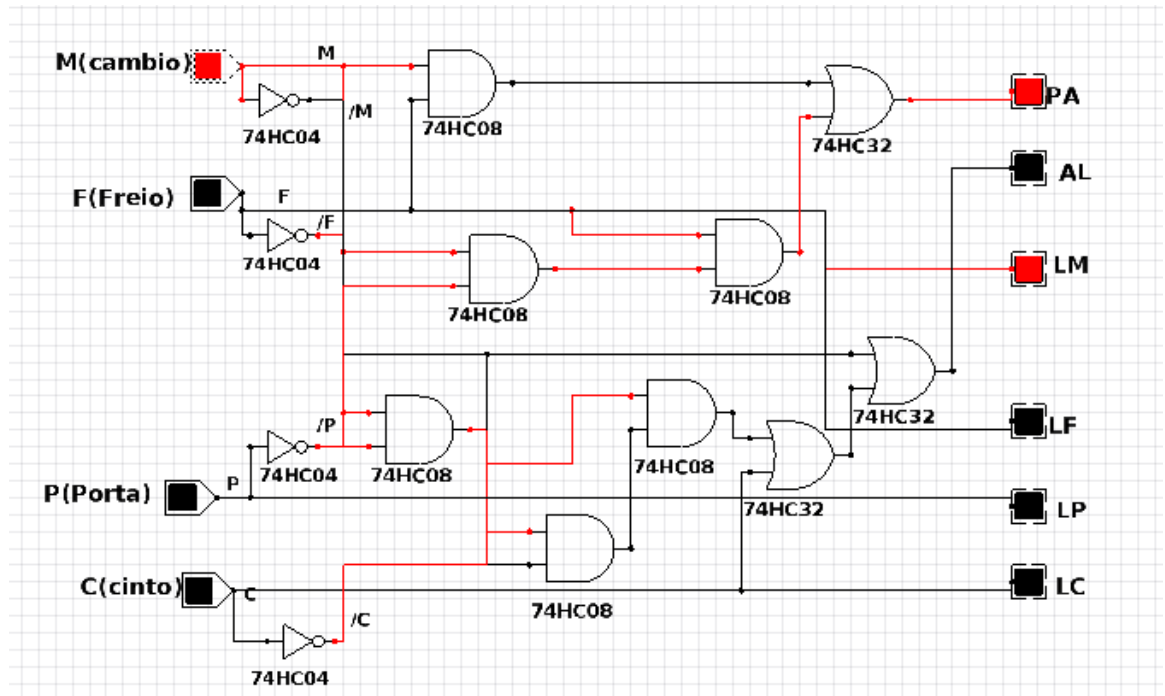 M(cambio)
M
/M
74HC04
74HC08
74HC32
PA
AL
F(Freio)
F
/F
74HC04
74HC08
74HC08
LM
74HC32
LF
/P
74HC04
74HC08
74HC08
P(Porta)
P
74HC32
LP
C(cinto)
C
74HC08
LC
/C
74HC04